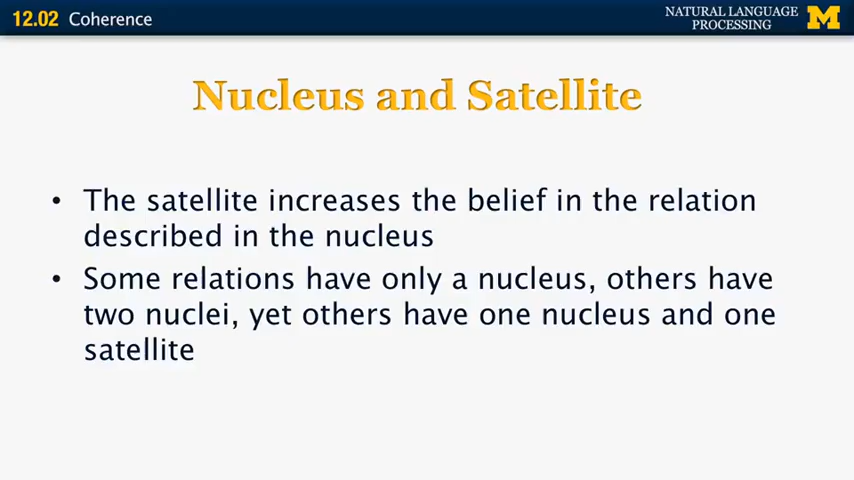 12.02 Coherence
NATURAL LANGUAGE
PROCESSING
M
Nucleus and Satellite
• The satellite increases the belief in the relation
described in the nucleus
• Some relations have only a nucleus, others have
two nuclei, yet others have one nucleus and one
satellite